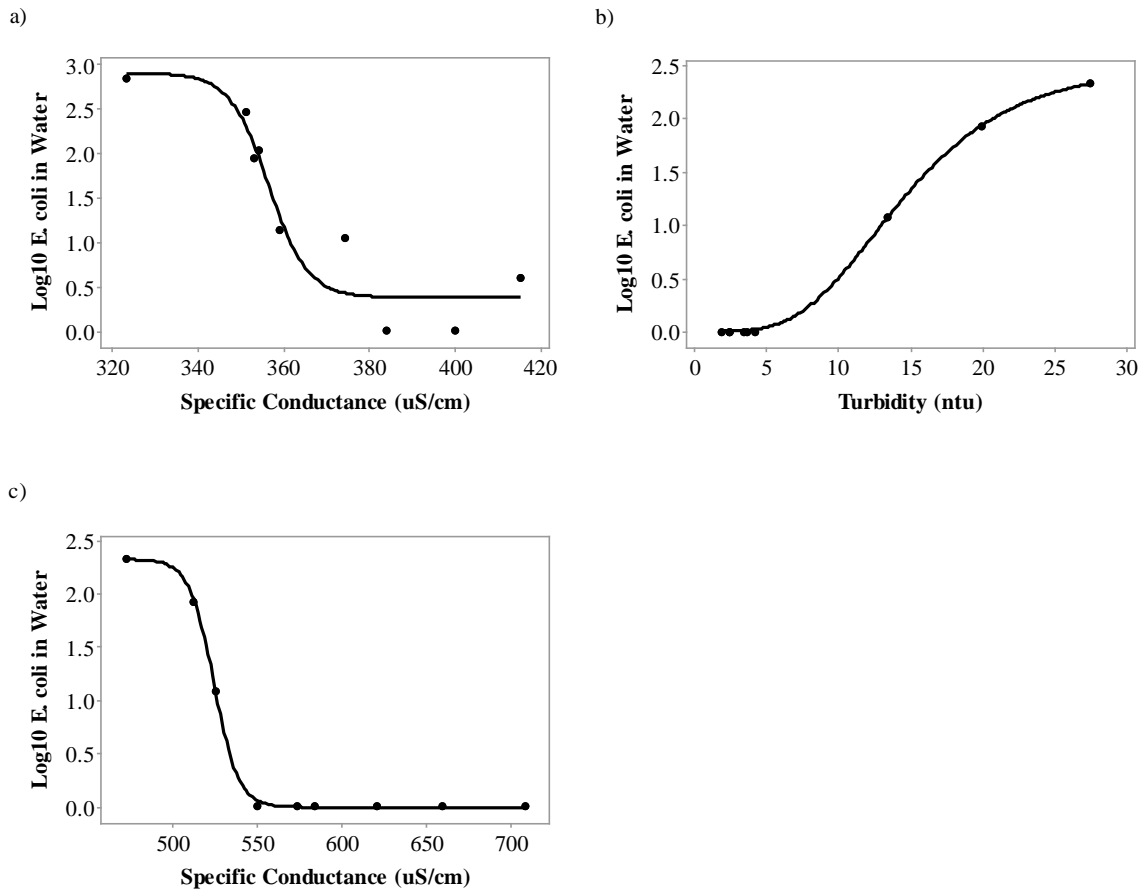 a)
3.0
2.5
2.0
1.5
1.0
0.5
0.0
Log10 E. coli in Water
320 340 360 380 400 420
Specific Conductance (uS/cm)
b)
2.5
2.0
1.5
1.0
0.5
0.0
Log10 E. coli in Water
0 5 10 15 20 25 30
Turbidity (ntu)
c)
2.5
2.0
1.5
1.0
0.5
0.0
Log10 E. coli in Water
500 550 600 650 700
Specific Conductance (uS/cm)